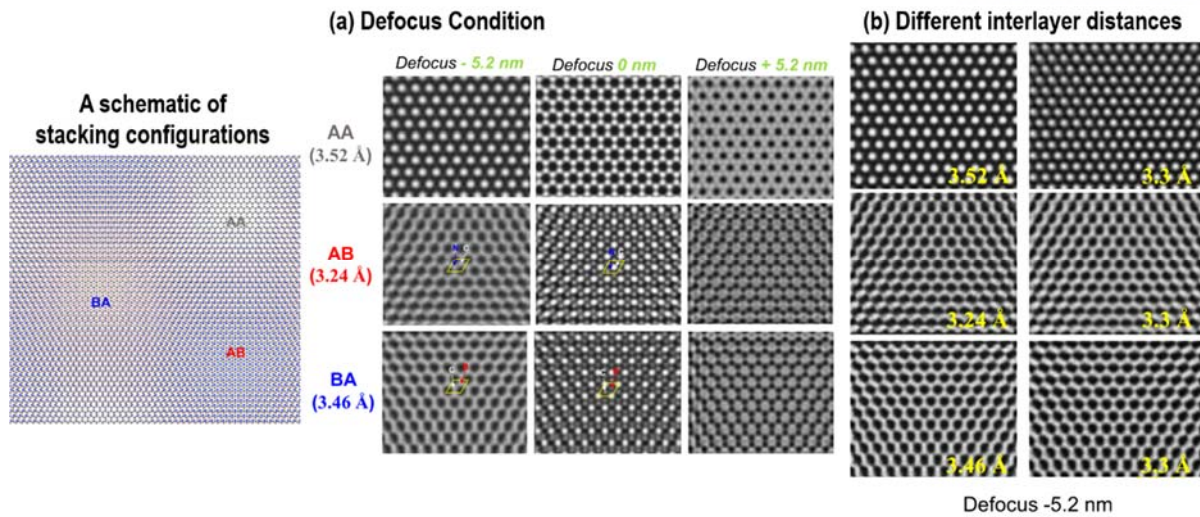 (a) Defocus Condition
(b) Different interlayer distances
Defocus - 5.2 nm
Defocus 0 nm
Defocus + 5.2 nm
A schematic of
stacking configurations
AA
(3.52 Å)
AB
(3.24 Å)
BA
(3.46 Å)
AA
BA
AB
N C
C
3.52 Å
3.3 Å
3.24 Å
3.3 Å
3.46 Å
3.3 Å
Defocus -5.2 nm